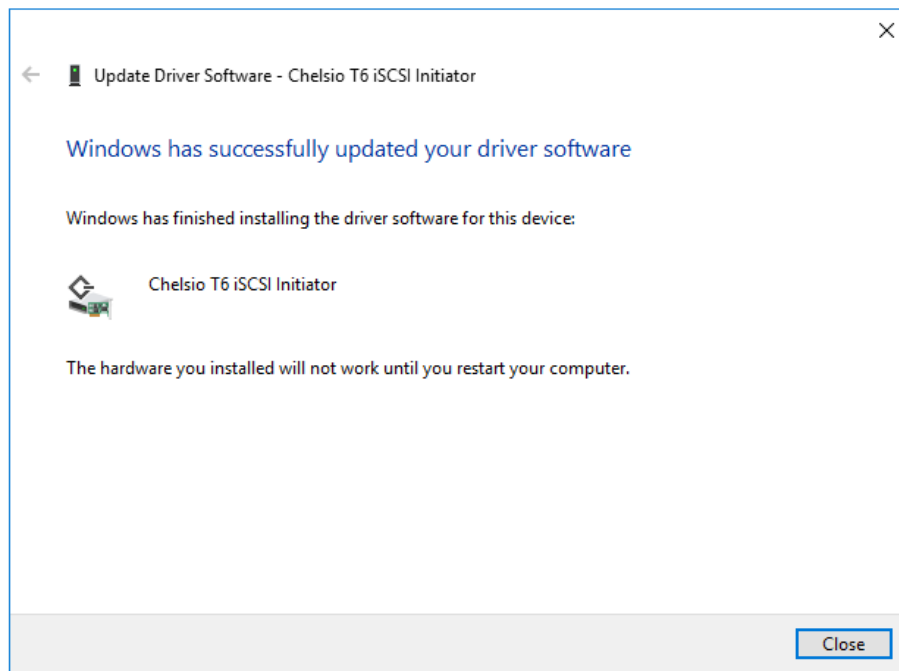 Update Driver Software - Chelsio T6 iSCSI Initiator
Windows has successfully updated your driver software
Windows has finished installing the driver software for this device:
Chelsio T6 iSCSI Initiator
The hardware you installed will not work until you restart your computer.
Close